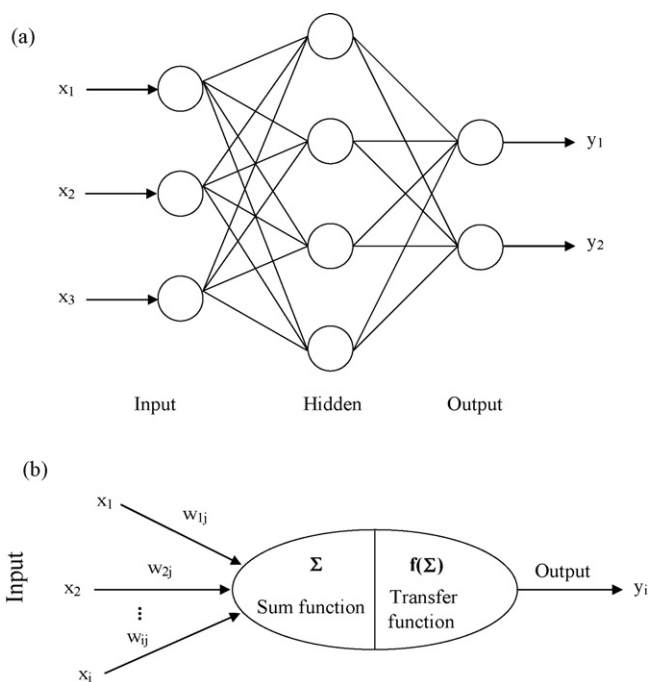 (a)
x₁
x₂
x₃
y₁
y₂
Input Hidden Output
(b)
Input
x₁ w₁ⱼ
x₂ w₂ⱼ
⋮
wᵢⱼ
xᵢ
Σ f(Σ)
Sum function
Transfer
function
Output
yᵢ